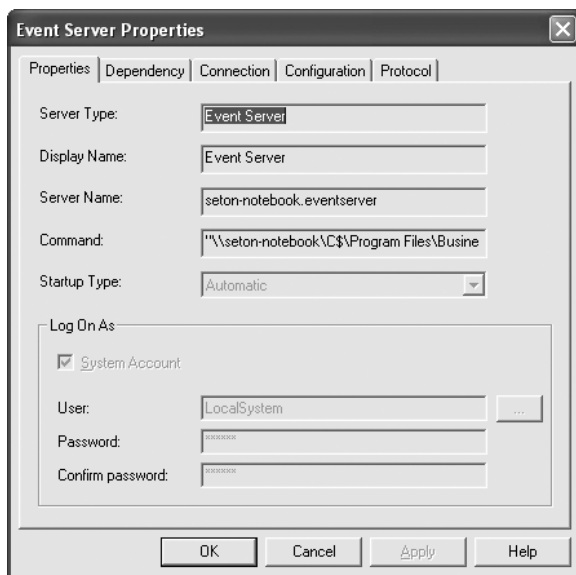 Event Server Properties
Properties Dependency Connection Configuration Protocol
Server Type: Event Server
Display Name: Event Server
Server Name: seton-notebook.eventserver
Command: "\\seton-notebook\C$\Program Files\Busine
Startup Type: Automatic
Log On As
System Account
User: LocalSystem ...
Password: ******
Confirm password: ******
OK Cancel Apply Help